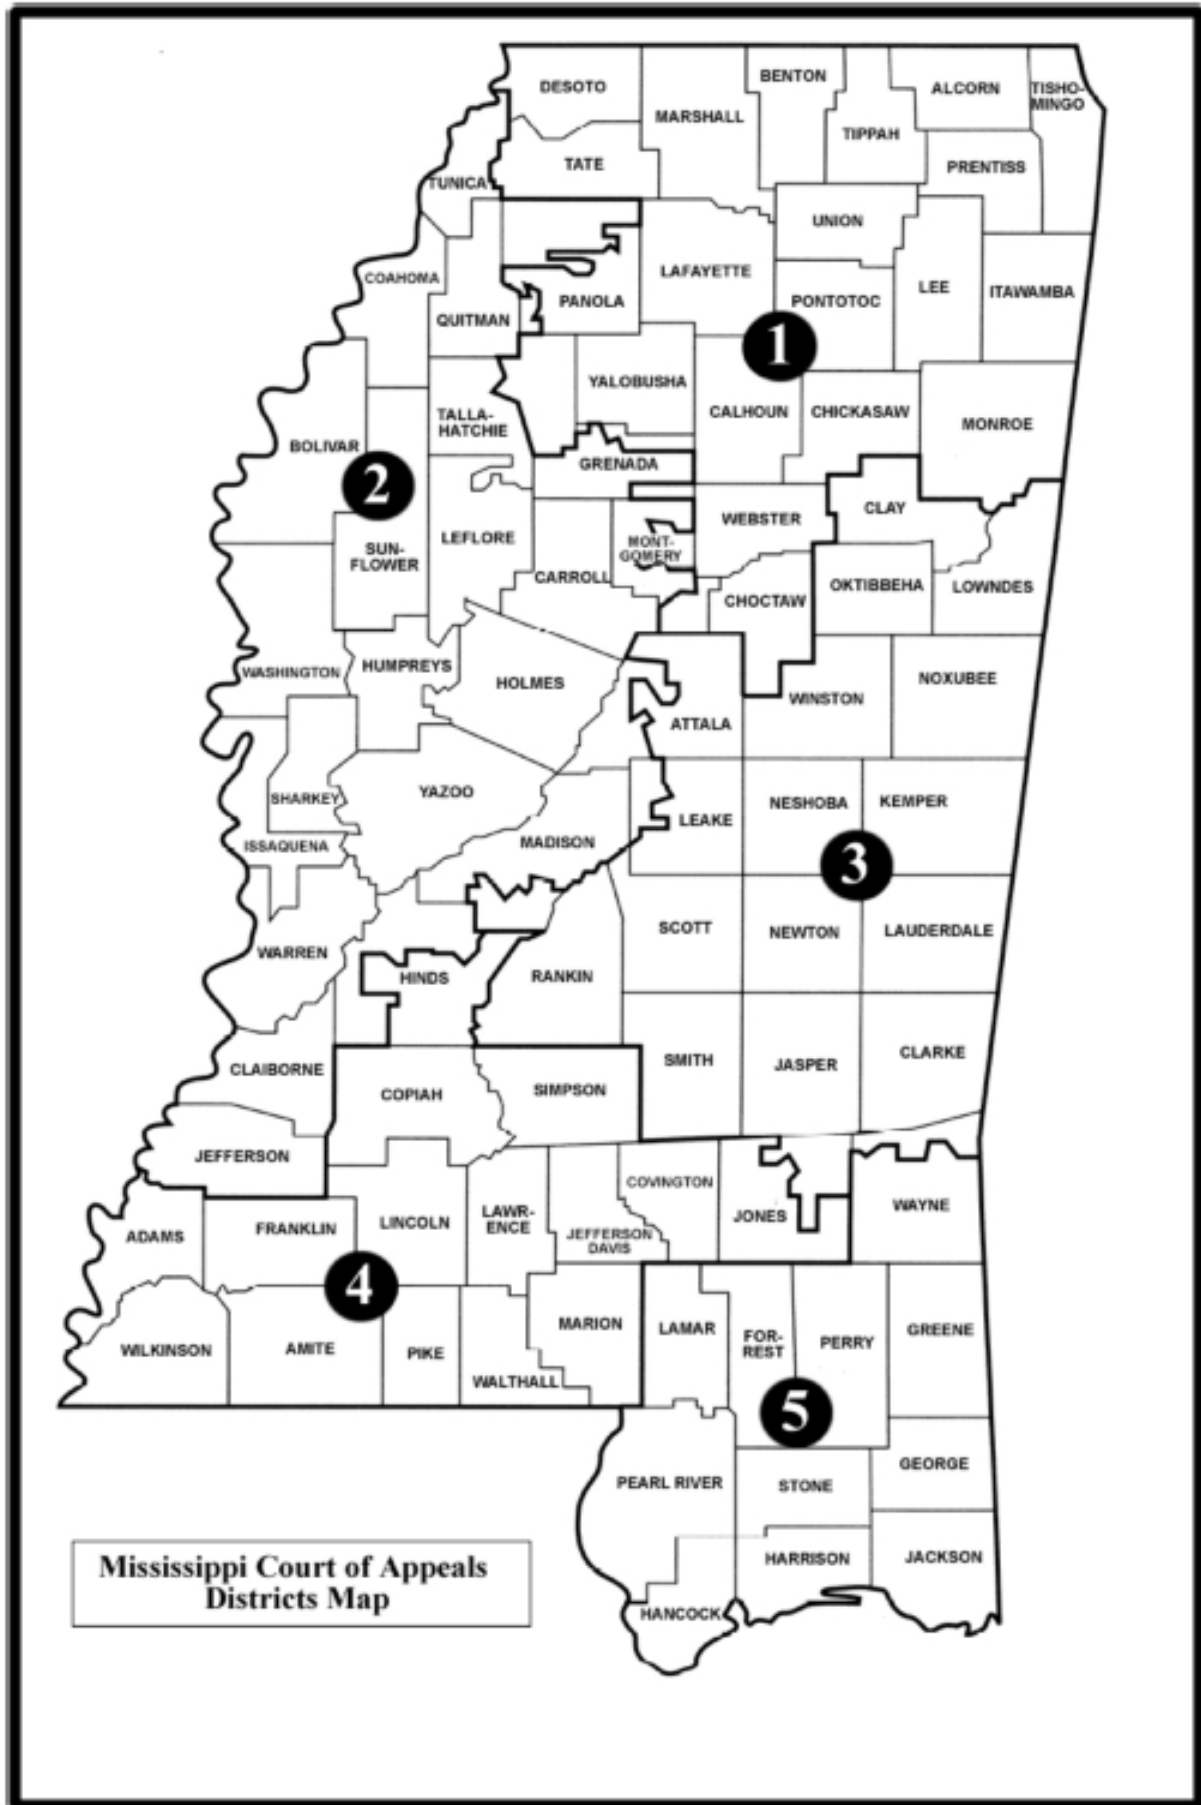 DESOTO
BENTON
ALCORN
TISHO-
MINGO
MARSHALL
TIPPAH
TATE
PRENTISS
TUNICA
UNION
COAHOMA
LAFAYETTE
LEE
ITAWAMBA
QUITMAN
PANOLA
PONTOTOC
1
YALOBUSHA
CALHOUN
CHICKASAW
TALLA-
HATCHIE
MONROE
BOLIVAR
GRENADA
2
CLAY
WEBSTER
LEFLORE
SUN-
FLOWER
MONT-
GOMERY
CARROLL
OKTIBBEHA
LOWNDES
CHOCTAW
WASHINGTON
HUMPREYS
HOLMES
NOXUBEE
WINSTON
ATTALA
SHARKEY
YAZOO
NESHOBA
KEMPER
LEAKE
ISSAQUENA
MADISON
3
SCOTT
NEWTON
LAUDERDALE
WARREN
HINDS
RANKIN
CLAIBORNE
SMITH
JASPER
CLARKE
COPIAH
SIMPSON
JEFFERSON
COVINGTON
WAYNE
ADAMS
FRANKLIN
LINCOLN
LAWR-
ENCE
JONES
JEFFERSON
DAVIS
4
WILKINSON
AMITE
PIKE
MARION
LAMAR
FOR-
REST
PERRY
GREENE
WALTHALL
5
GEORGE
PEARL RIVER
STONE
HARRISON
JACKSON
HANCOCK
Mississippi Court of Appeals
Districts Map